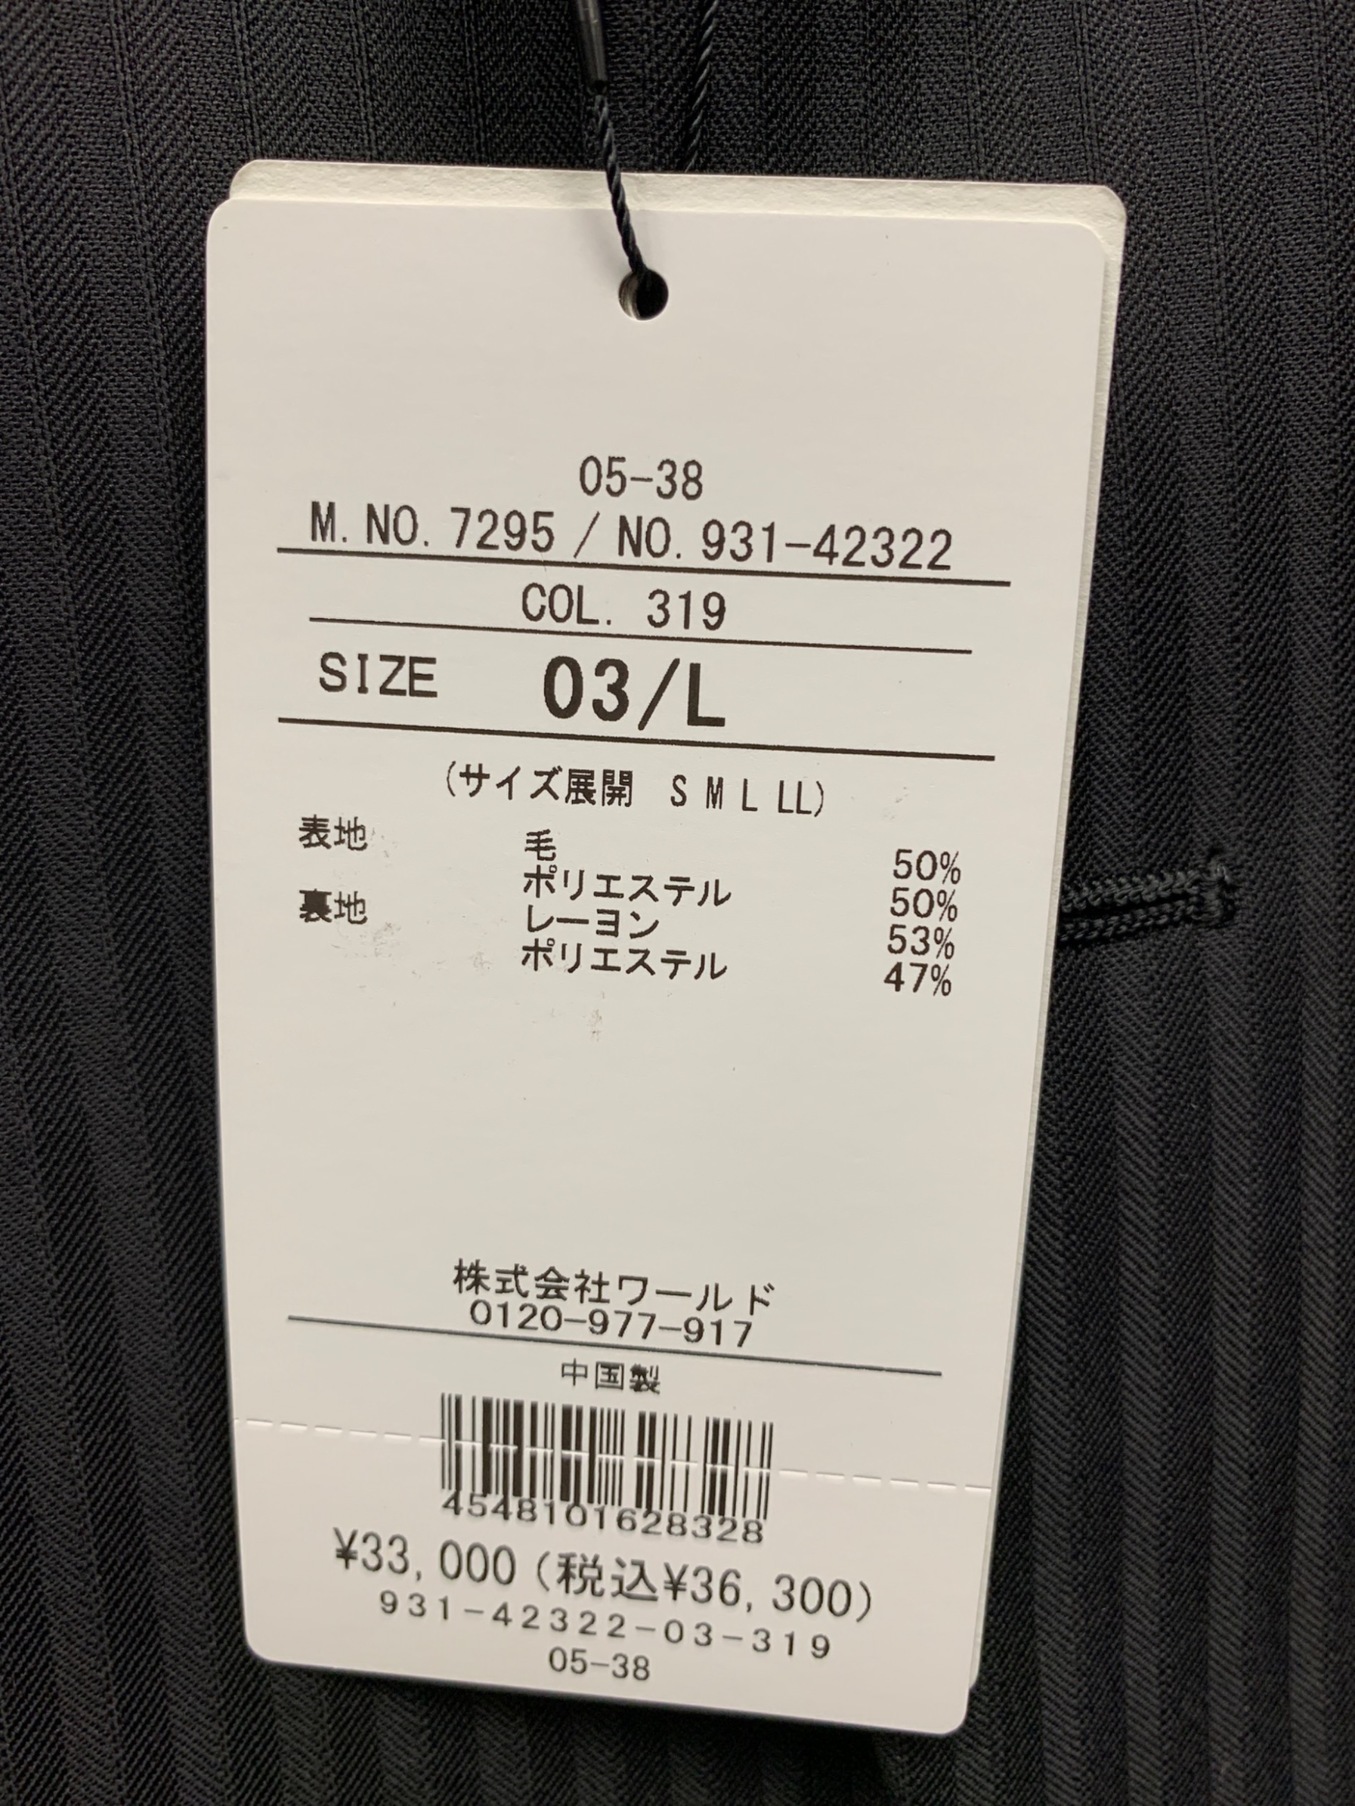 05-38
M. NO. 7295 / NO. 931-42322
COL. 319
SIZE 03/L
(サイズ展開 S M L LL)
表地 毛 50%
ポリエステル 50%
裏地 レーヨン 53%
ポリエステル 47%
株式会社ワールド
0120-977-917
中国製
4548101628328
¥33,000(税込¥36,300)
931-42322-03-319
05-38